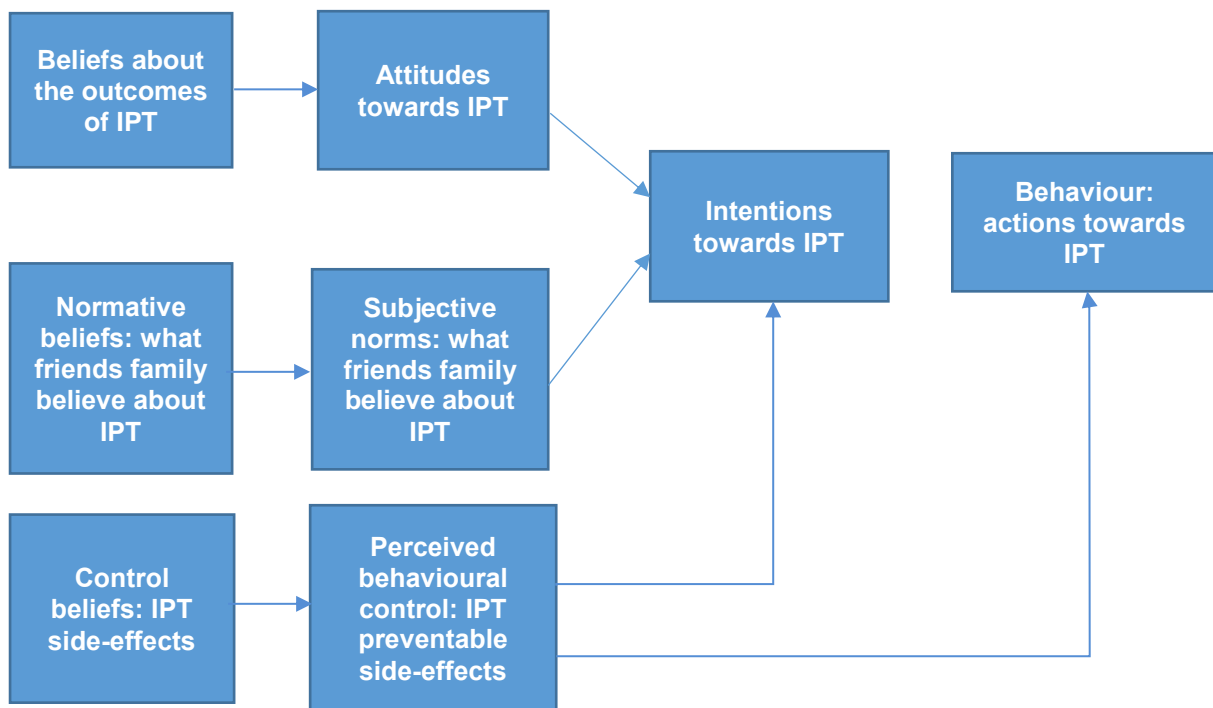 Beliefs about
the outcomes
of IPT
Attitudes
towards IPT
Intentions
towards IPT
Behaviour:
actions towards
IPT
Normative
beliefs: what
friends family
believe about
IPT
Subjective
norms: what
friends family
believe about
IPT
Control
beliefs: IPT
side-effects
Perceived
behavioural
control: IPT
preventable
side-effects